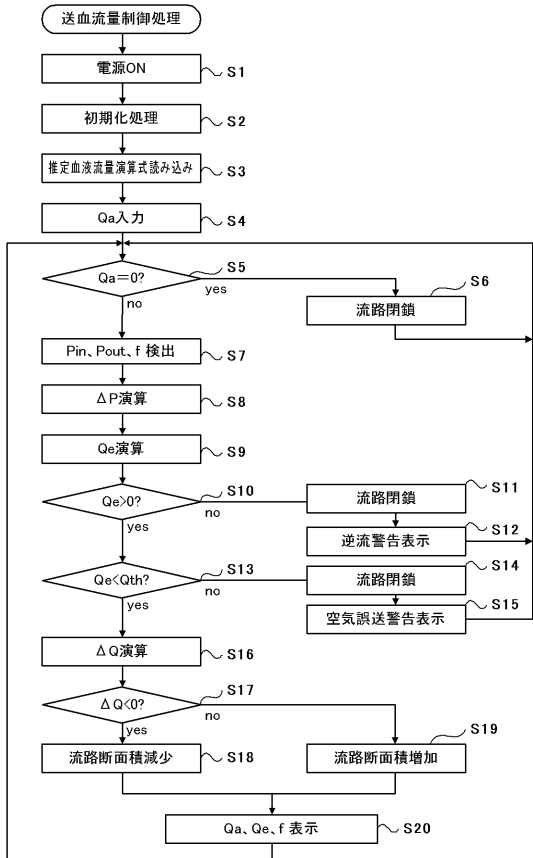 送血流量制御処理
電源ON
S1
初期化処理
S2
推定血液流量演算式読み込み
S3
Qa入力
S4
Qa=0?
S5
yes
no
流路閉鎖
S6
Pin、Pout、f 検出
S7
ΔP演算
S8
Qe演算
S9
Qe>0?
S10
no
yes
流路閉鎖
S11
逆流警告表示
S12
Qe<Qth?
S13
no
yes
流路閉鎖
S14
空気誤送警告表示
S15
ΔQ演算
S16
ΔQ<0?
S17
no
yes
流路断面積減少
S18
流路断面積増加
S19
Qa、Qe、f 表示
S20